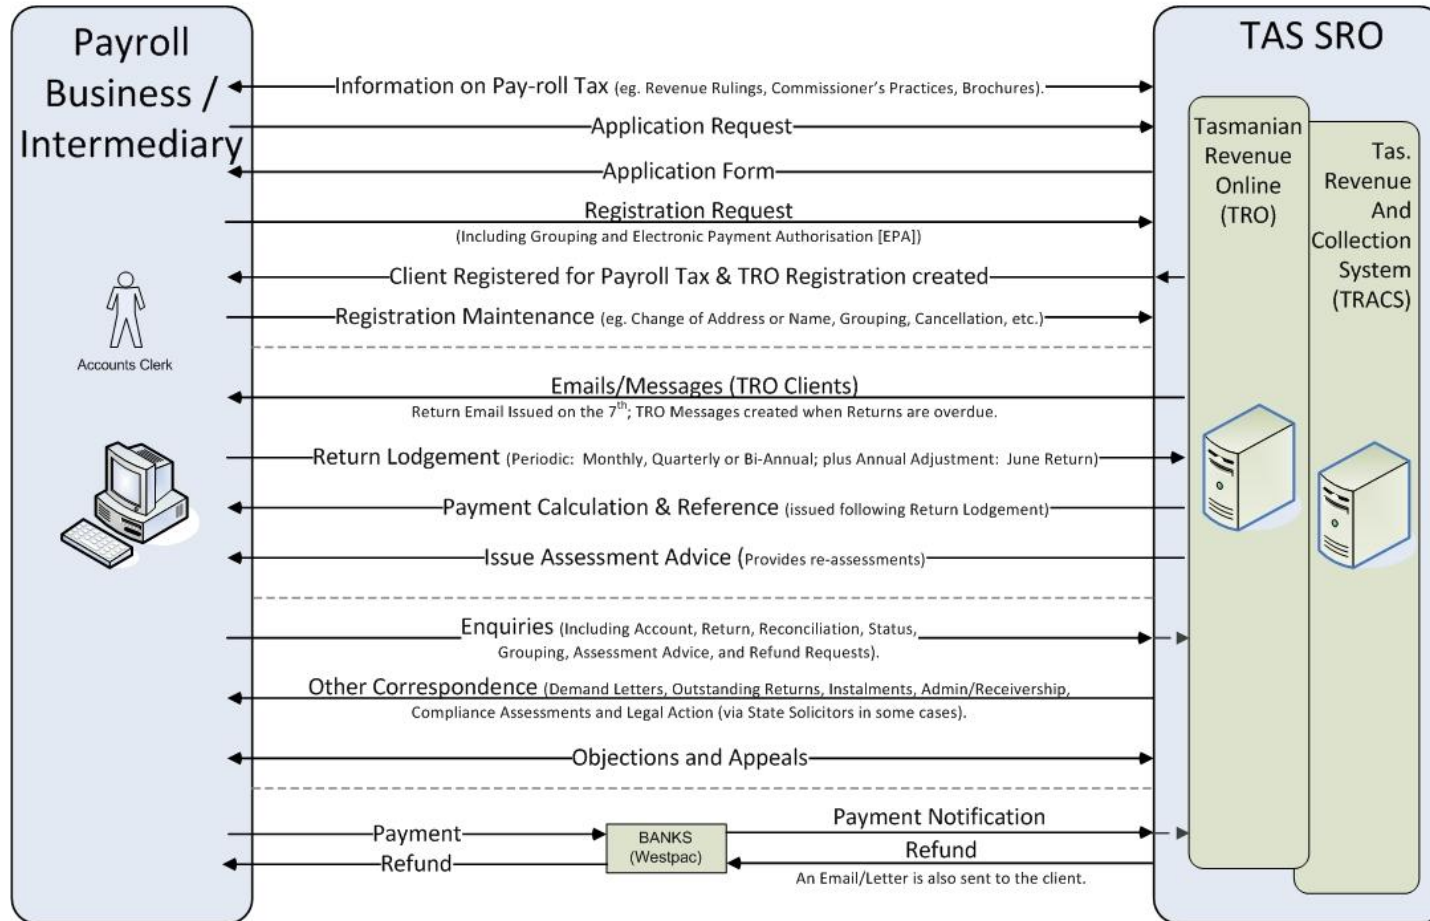 Payroll
Business /
Intermediary
TAS SRO
Information on Pay-roll Tax (eg. Revenue Rulings, Commissioner's Practices, Brochures).
Application Request
Application Form
Registration Request
(Including Grouping and Electronic Payment Authorisation [EPA])
Client Registered for Payroll Tax & TRO Registration created
Registration Maintenance (eg. Change of Address or Name, Grouping, Cancellation, etc.)
Tasmanian
Revenue
Online
(TRO)
Tas.
Revenue
And
Collection
System
(TRACS)
Accounts Clerk
Emails/Messages (TRO Clients)
Return Email Issued on the 7th; TRO Messages created when Returns are overdue.
Return Lodgement (Periodic: Monthly, Quarterly or Bi-Annual; plus Annual Adjustment: June Return)
Payment Calculation & Reference (issued following Return Lodgement)
Issue Assessment Advice (Provides re-assessments)
Enquiries (Including Account, Return, Reconciliation, Status,
Grouping, Assessment Advice, and Refund Requests).
Other Correspondence (Demand Letters, Outstanding Returns, Instalments, Admin/Receivership,
Compliance Assessments and Legal Action (via State Solicitors in some cases).
Objections and Appeals
Payment
Refund
BANKS
(Westpac)
Payment Notification
Refund
An Email/Letter is also sent to the client.